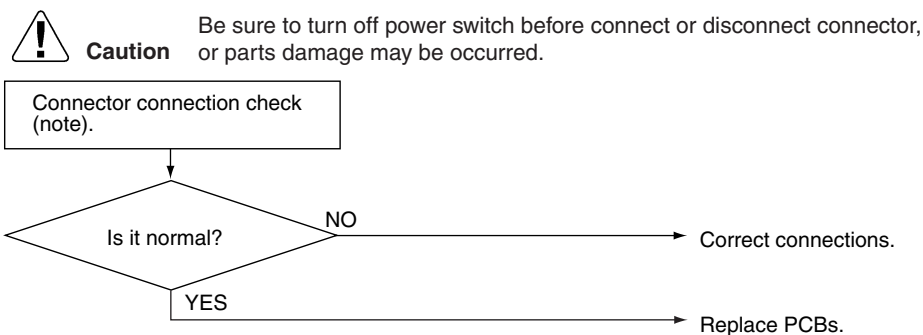 Be sure to turn off power switch before connect or disconnect connector,
Caution or parts damage may be occurred.
Connector connection check
(note).
Is it normal?
NO
Correct connections.
YES
Replace PCBs.